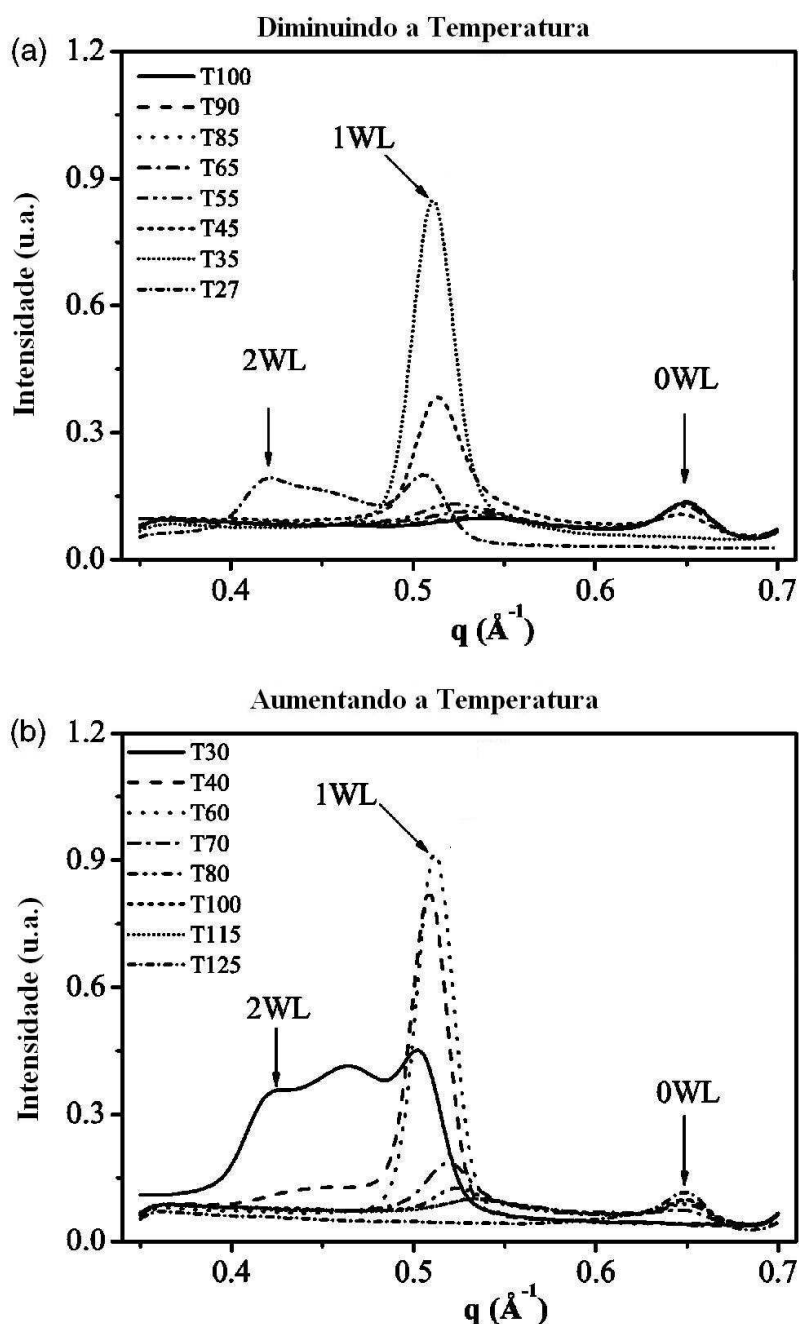 Diminuindo a Temperatura
(a)
1.2
0.9
0.6
0.3
0.0
Intensidade (u.a.)
T100
T90
T85
T65
T55
T45
T35
T27
1WL
2WL
0WL
0.4 0.5 0.6 0.7
q (Å⁻¹)
Aumentando a Temperatura
(b)
1.2
0.9
0.6
0.3
0.0
Intensidade (u.a.)
T30
T40
T60
T70
T80
T100
T115
T125
1WL
2WL
0WL
0.4 0.5 0.6 0.7
q (Å⁻¹)